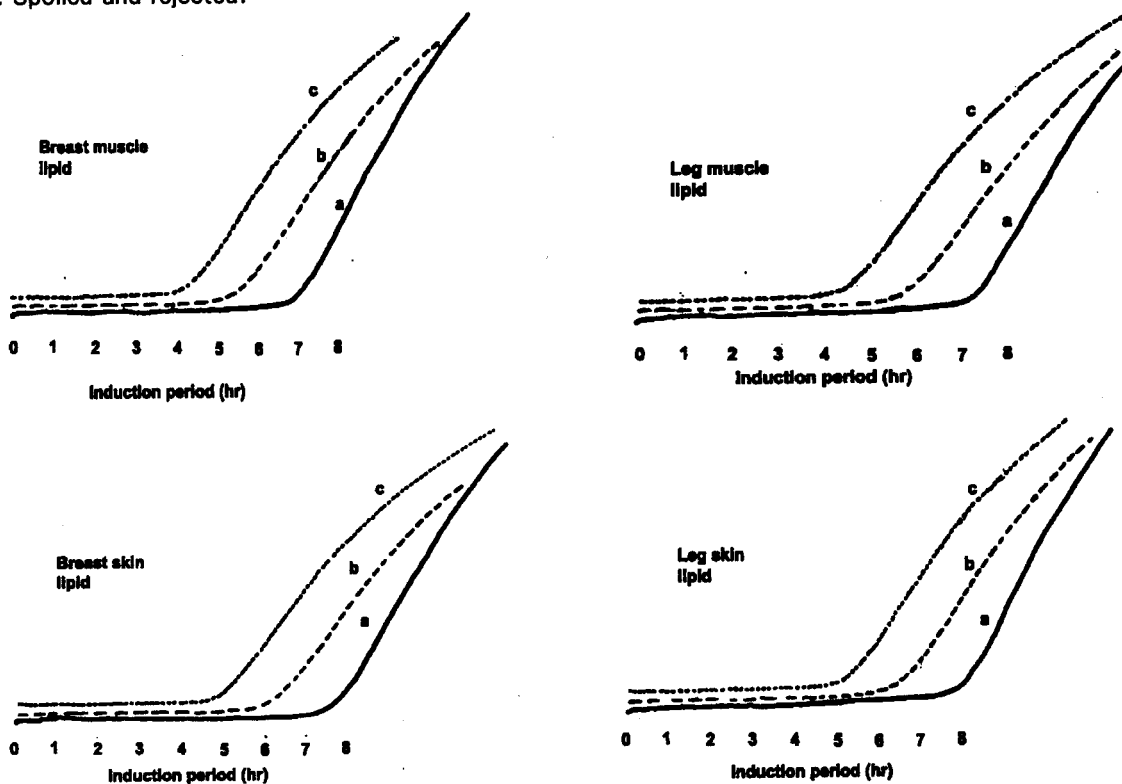 Spoiled and rejected.
c
Breast muscle
lipid
b
a
0 1 2 3 4 5 6 7 8
Induction period (hr)
c
Leg muscle
lipid
b
a
0 1 2 3 4 5 6 7 8
Induction period (hr)
c
Breast skin
lipid
b
a
0 1 2 3 4 5 6 7 8
Induction period (hr)
c
Leg skin
lipid
b
a
0 1 2 3 4 5 6 7 8
Induction period (hr)